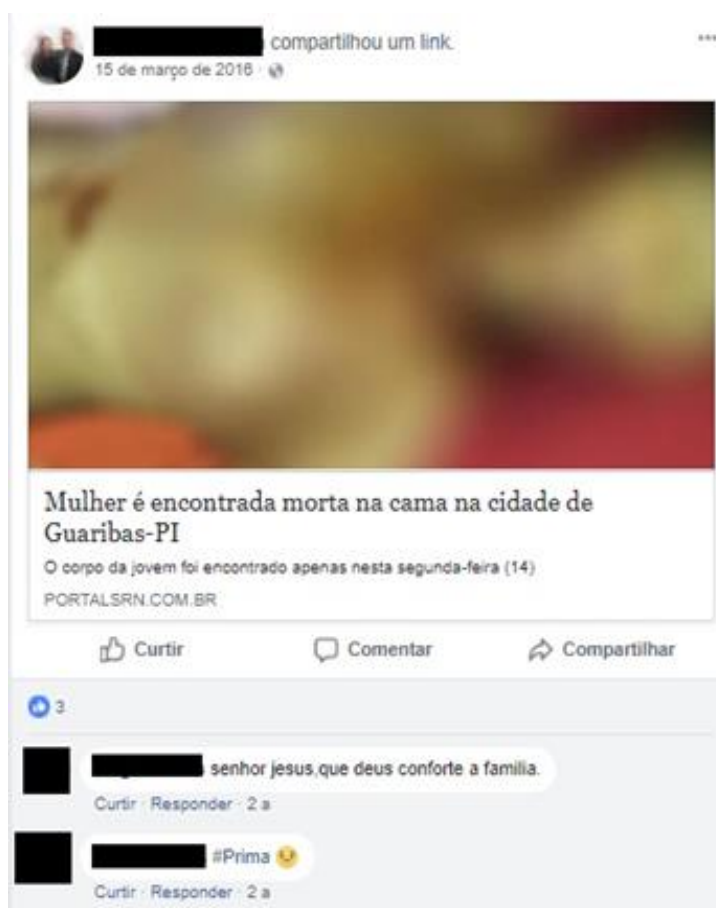 compartilhou um link.
15 de março de 2016
Mulher é encontrada morta na cama na cidade de
Guaribas-PI
O corpo da jovem foi encontrado apenas nesta segunda-feira (14)
PORTALSRN.COM.BR
Curtir Comentar Compartilhar
3
senhor jesus,que deus conforte a familia.
Curtir · Responder · 2 a
#Prima
Curtir · Responder · 2 a